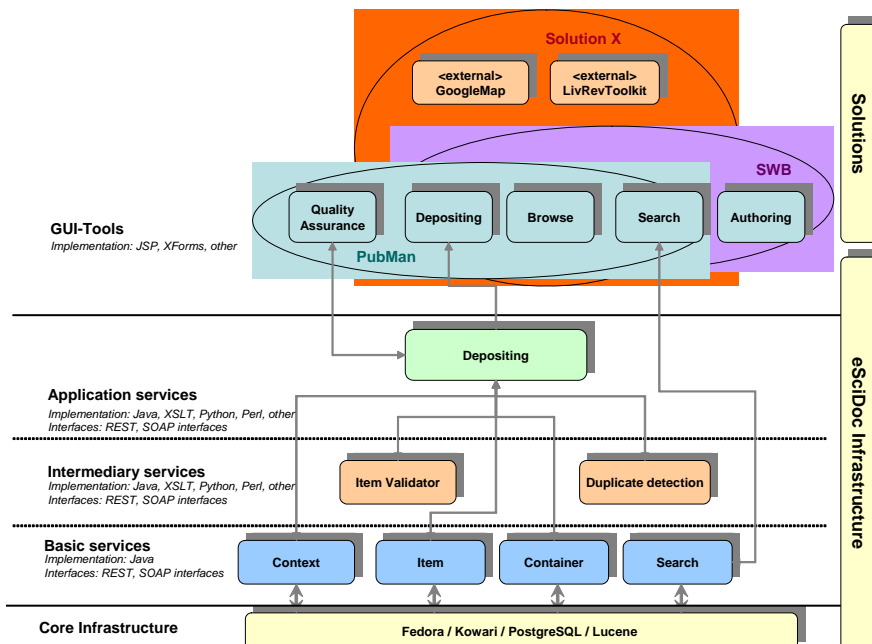 Solution X
<external>
GoogleMap
<external>
LivRevToolkit
Solutions
SWB
Quality
Assurance
Depositing
Browse
Search
Authoring
GUI-Tools
Implementation: JSP, XForms, other
PubMan
eSciDoc Infrastructure
Depositing
Application services
Implementation: Java, XSLT, Python, Perl, other
Interfaces: REST, SOAP interfaces
Intermediary services
Implementation: Java, XSLT, Python, Perl, other
Interfaces: REST, SOAP interfaces
Item Validator
Duplicate detection
Basic services
Implementation: Java
Interfaces: REST, SOAP interfaces
Context
Item
Container
Search
Core Infrastructure
Fedora / Kowari / PostgreSQL / Lucene